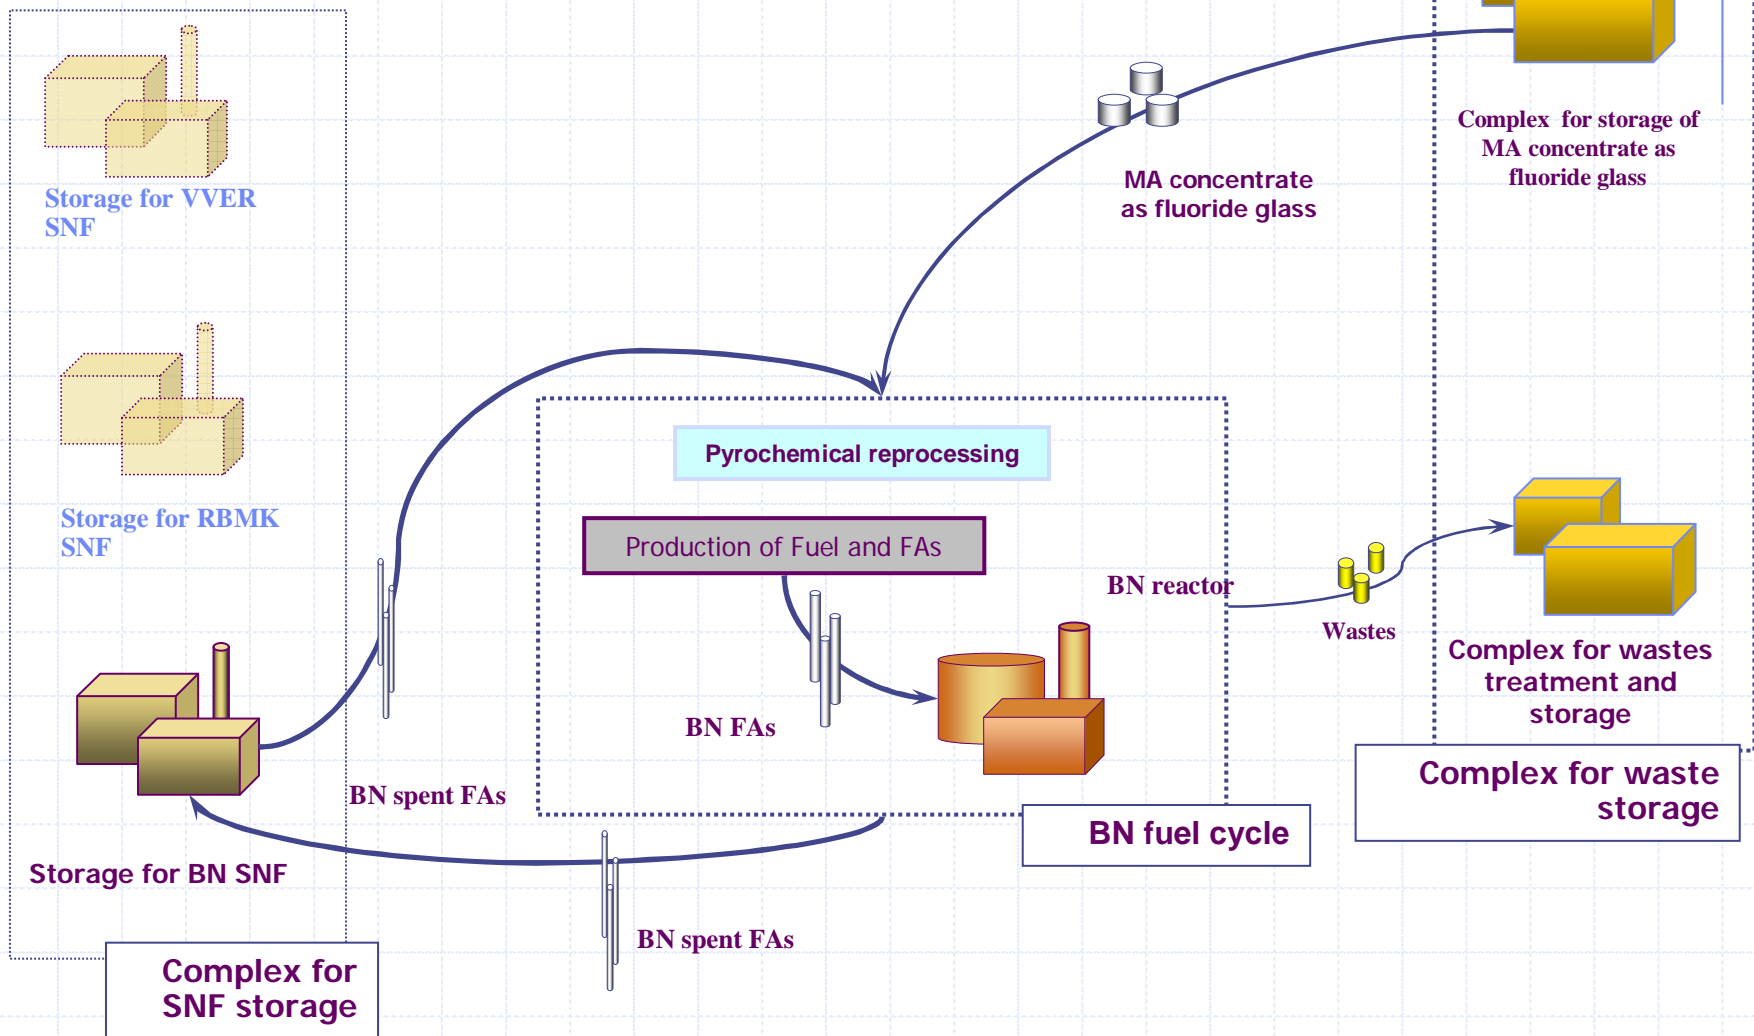 Storage for VVER
SNF
Storage for RBMK
SNF
Storage for BN SNF
Complex for
SNF storage
BN spent FAs
BN spent FAs
MA concentrate
as fluoride glass
Pyrochemical reprocessing
Production of Fuel and FAs
BN FAs
BN reactor
BN fuel cycle
Wastes
Complex for storage of
MA concentrate as
fluoride glass
Complex for wastes
treatment and
storage
Complex for waste
storage